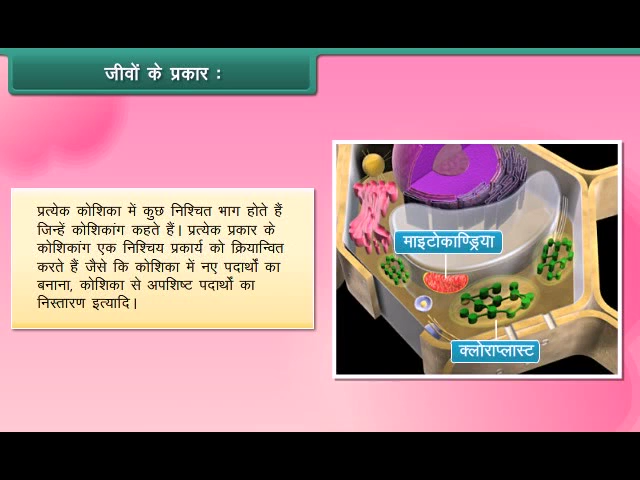 जीवों के प्रकार :
प्रत्येक कोशिका में कुछ निश्चित भाग होते हैं
जिन्हें कोशिकांग कहते हैं। प्रत्येक प्रकार के
कोशिकांग एक निश्चिय प्रकार्य को क्रियान्वित
करते हैं जैसे कि कोशिका में नए पदार्थों का
बनाना, कोशिका से अपशिष्ट पदार्थों का
निस्तारण इत्यादि।
माइटोकाण्ड्रिया
क्लोराप्लास्ट